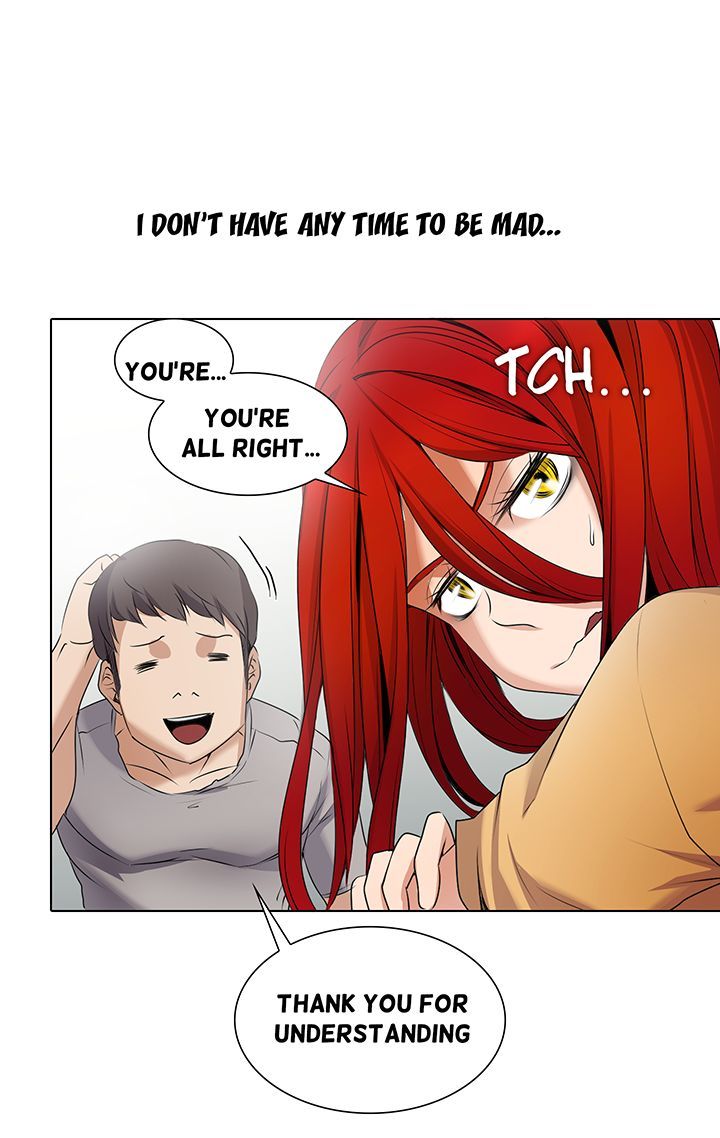 I DON'T HAVE ANY TIME TO BE MAD...
YOU'RE...
TCH...
YOU'RE
ALL RIGHT...
THANK YOU FOR
UNDERSTANDING